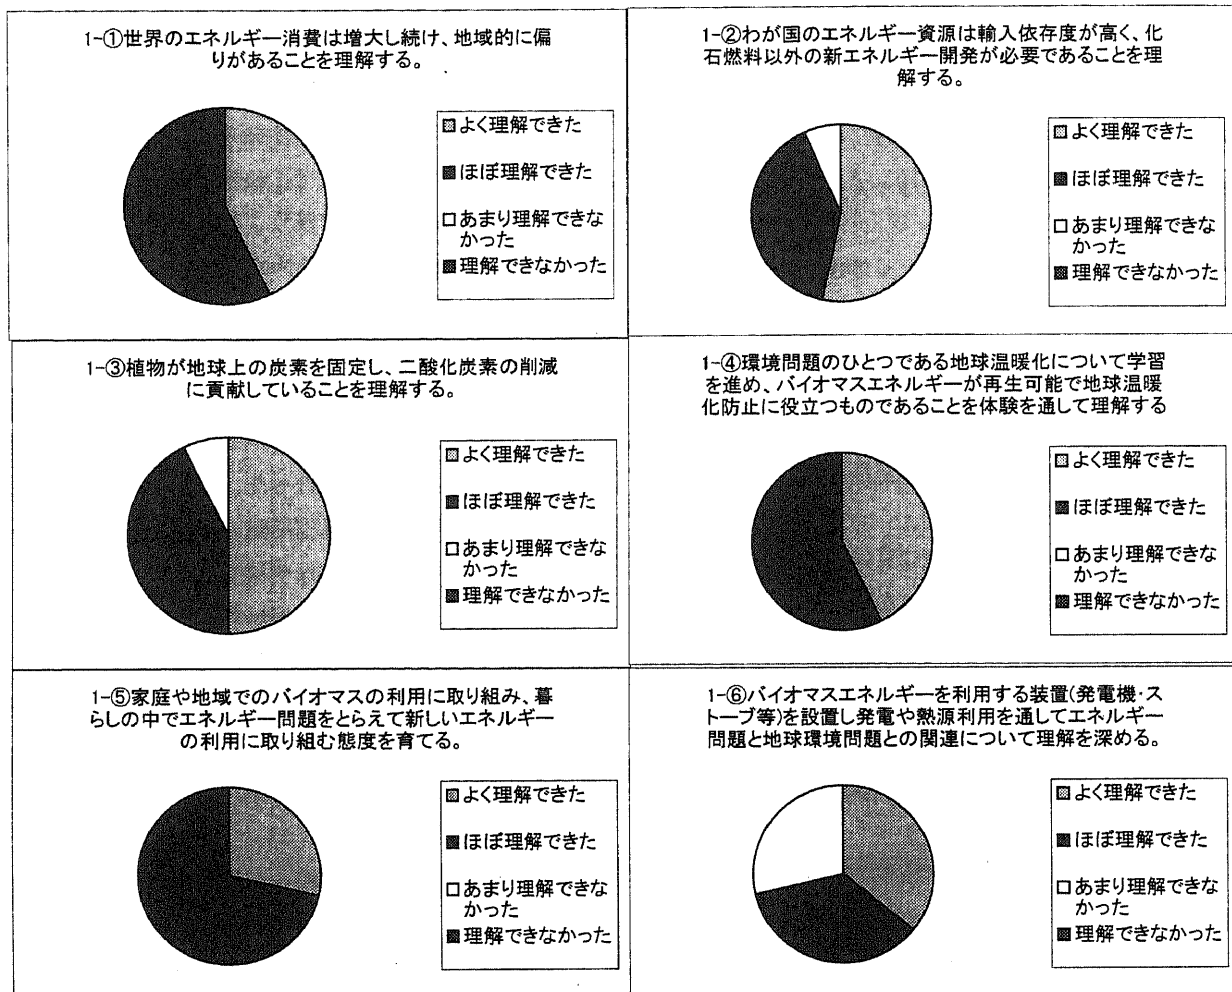 1-①世界のエネルギー消費は増大し続け、地域的に偏
りがあることを理解する。
よく理解できた
ほぼ理解できた
あまり理解できな
かった
理解できなかった
1-②わが国のエネルギー資源は輸入依存度が高く、化
石燃料以外の新エネルギー開発が必要であることを理
解する。
よく理解できた
ほぼ理解できた
あまり理解できな
かった
理解できなかった
1-③植物が地球上の炭素を固定し、二酸化炭素の削減
に貢献していることを理解する。
よく理解できた
ほぼ理解できた
あまり理解できな
かった
理解できなかった
1-④環境問題のひとつである地球温暖化について学習
を進め、バイオマスエネルギーが再生可能で地球温暖
化防止に役立つものであることを体験を通して理解する
よく理解できた
ほぼ理解できた
あまり理解できな
かった
理解できなかった
1-⑤家庭や地域でのバイオマスの利用に取り組み、暮
らしの中でエネルギー問題をとらえて新しいエネルギー
の利用に取り組む態度を育てる。
よく理解できた
ほぼ理解できた
あまり理解できな
かった
理解できなかった
1-⑥バイオマスエネルギーを利用する装置(発電機・ス
トーブ等)を設置し発電や熱源利用を通してエネルギー
問題と地球環境問題との関連について理解を深める。
よく理解できた
ほぼ理解できた
あまり理解できな
かった
理解できなかった